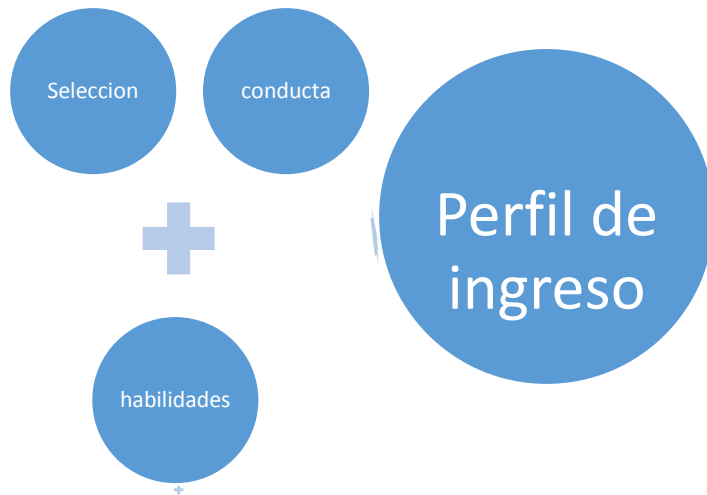 Seleccion
conducta
Perfil de
ingreso
habilidades